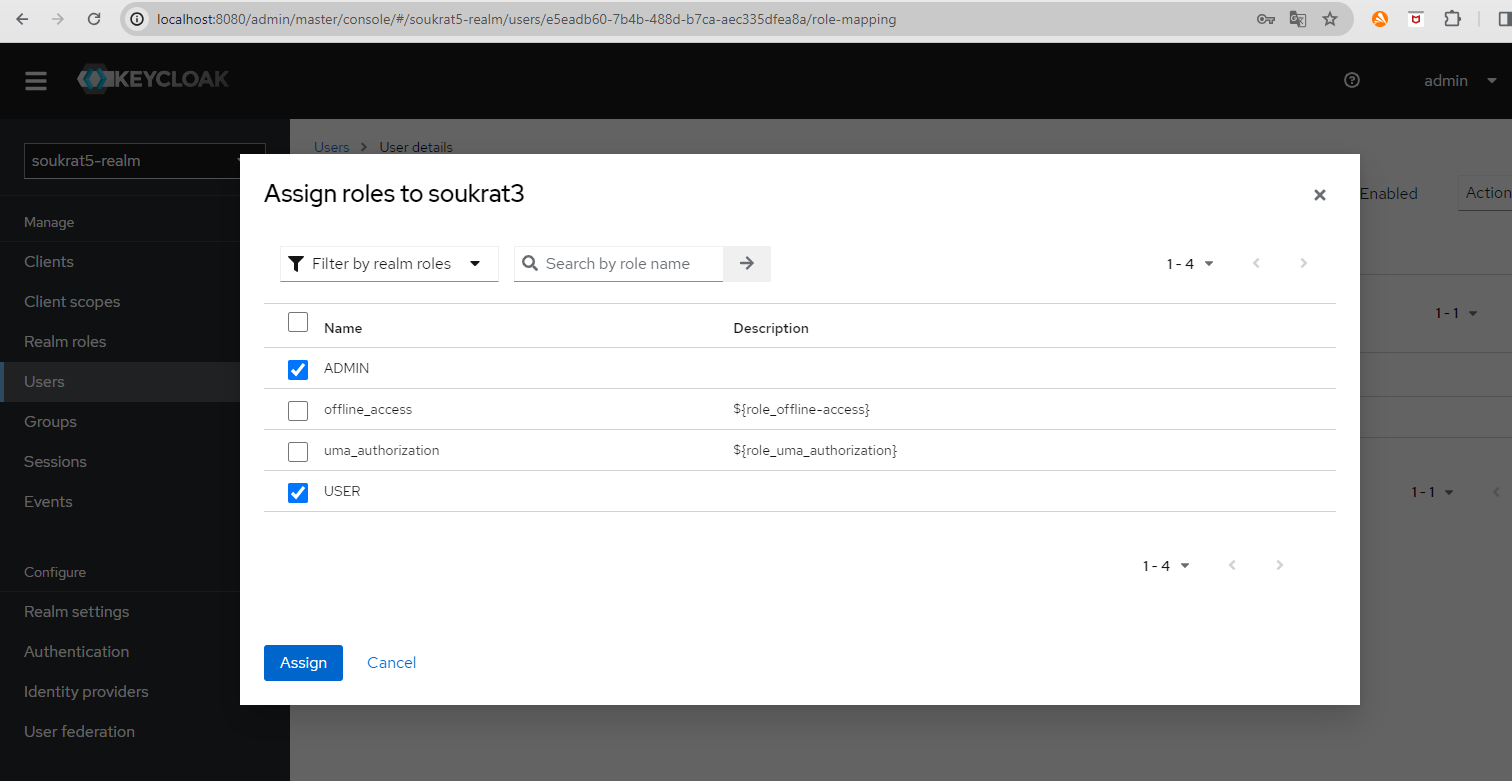 localhost:8080/admin/master/console/#/soukrat5-realm/users/e5eadb60-7b4b-488d-b7ca-aec335dfea8a/role-mapping
KEYCLOAK
admin
soukrat5-realm
Manage
Clients
Client scopes
Realm roles
Users
Groups
Sessions
Events
Configure
Realm settings
Authentication
Identity providers
User federation
Users > User details
Enabled
Action
1 - 1
1 - 1
Assign roles to soukrat3
Filter by realm roles
Search by role name
1 - 4
Name Description
ADMIN
offline_access ${role_offline-access}
uma_authorization ${role_uma_authorization}
USER
1 - 4
Assign Cancel